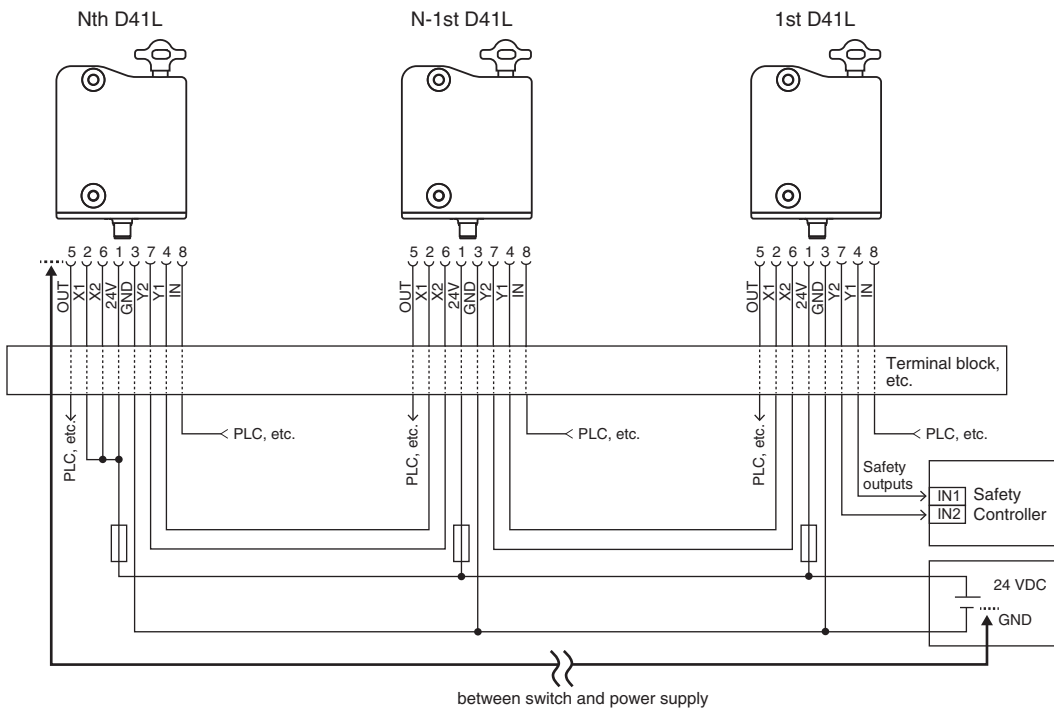 Nth D41L
N-1st D41L
1st D41L
5 2 6 1 3 7 4 8
5 2 6 1 3 7 4 8
5 2 6 1 3 7 4 8
OUT
X1
X2
24V
GND
Y2
Y1
IN
OUT
X1
X2
24V
GND
Y2
Y1
IN
OUT
X1
X2
24V
GND
Y2
Y1
IN
Terminal block,
etc.
PLC, etc.
PLC, etc.
PLC, etc.
PLC, etc.
PLC, etc.
PLC, etc.
Safety
outputs
IN1
IN2
Safety
Controller
24 VDC
GND
between switch and power supply